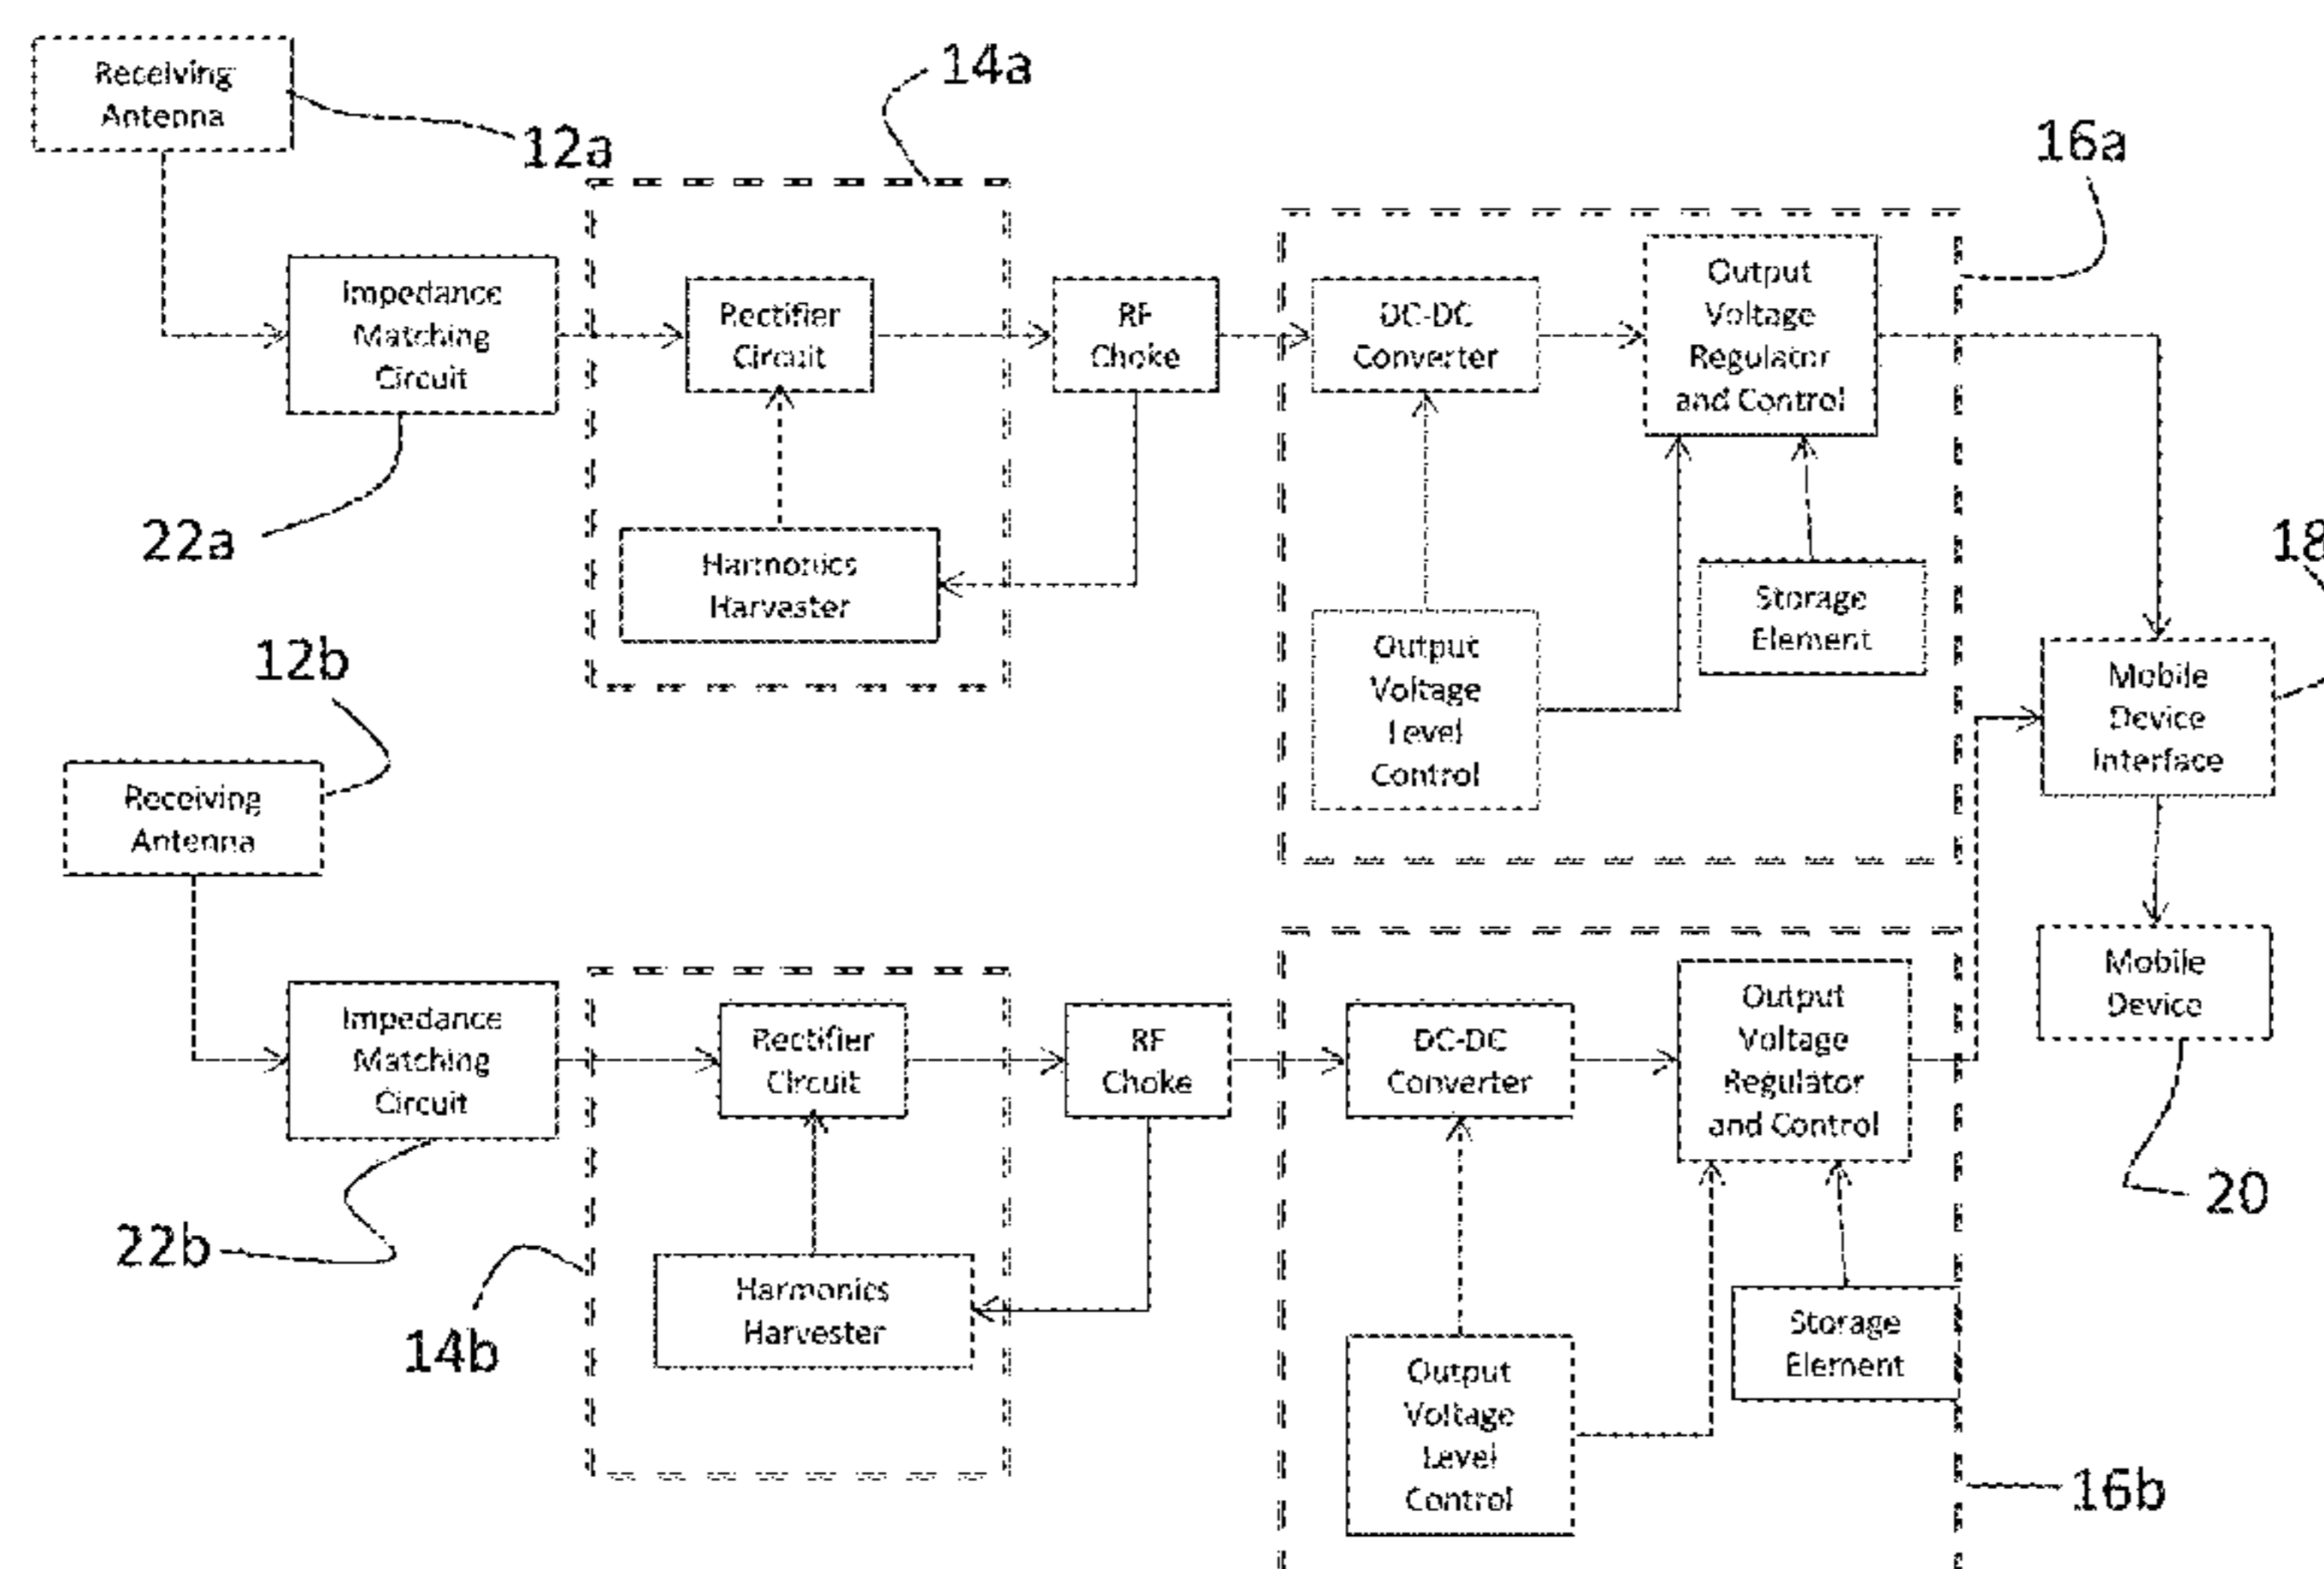 Receiving
Antenna
12a
14a
16a
Impedance
Matching
Circuit
22a
Rectifier
Circuit
Harmonics
Harvester
RF
Choke
DC-DC
Converter
Output
Voltage
Regulator
and Control
Storage
Element
Output
Voltage
Level
Control
18
Mobile
Device
Interface
Mobile
Device
20
12b
Receiving
Antenna
Impedance
Matching
Circuit
22b
14b
Rectifier
Circuit
Harmonics
Harvester
RF
Choke
DC-DC
Converter
Output
Voltage
Regulator
and Control
Storage
Element
Output
Voltage
Level
Control
16b